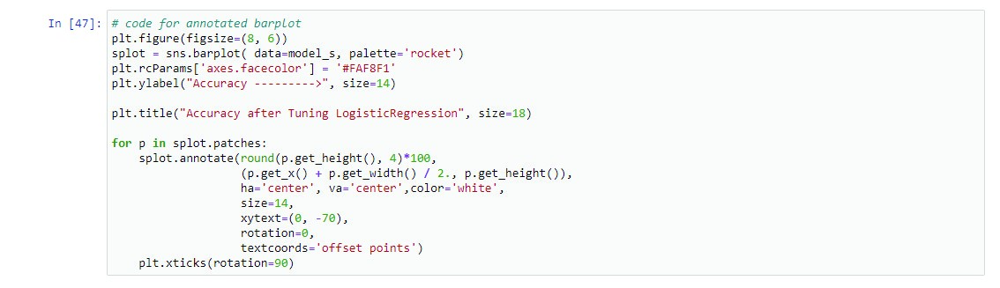 In [47]: # code for annotated barplot
plt.figure(figsize=(8, 6))
splot = sns.barplot( data=model_s, palette='rocket')
plt.rcParams['axes.facecolor'] = '#FAF8F1'
plt.ylabel("Accuracy --------->", size=14)

plt.title("Accuracy after Tuning LogisticRegression", size=18)

for p in splot.patches:
    splot.annotate(round(p.get_height(), 4)*100,
                   (p.get_x() + p.get_width() / 2., p.get_height()),
                   ha='center', va='center',color='white',
                   size=14,
                   xytext=(0, -70),
                   rotation=0,
                   textcoords='offset points')
    plt.xticks(rotation=90)